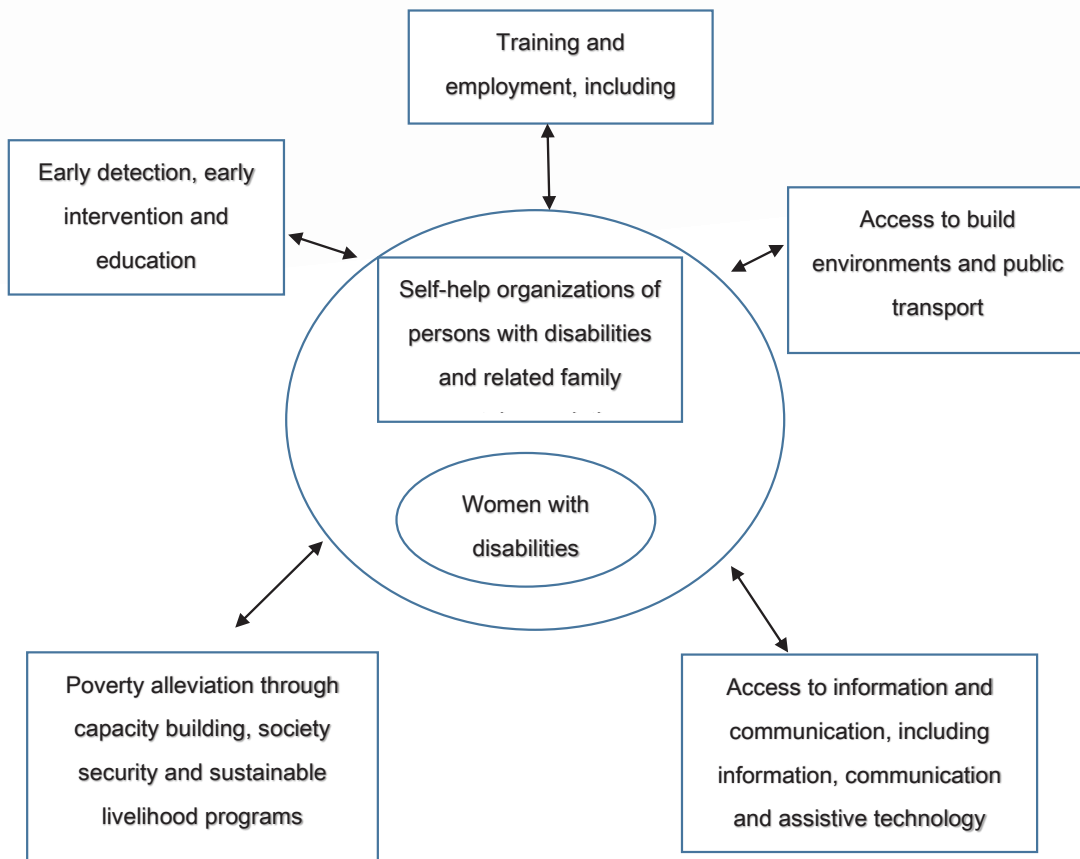 Training and
employment, including
Early detection, early
intervention and
education
Access to build
environments and public
transport
Self-help organizations of
persons with disabilities
and related family
Women with
disabilities
Poverty alleviation through
capacity building, society
security and sustainable
livelihood programs
Access to information and
communication, including
information, communication
and assistive technology